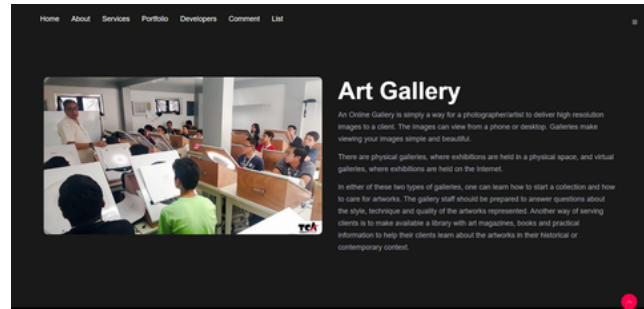 Home About Services Portfolio Developers Comment List
Art Gallery
An Online Gallery is simply a way for a photographer/artist to deliver high resolution
images to a client. The images can view from a phone or desktop. Galleries make
viewing your images simple and beautiful.
There are physical galleries, where exhibitions are held in a physical space, and virtual
galleries, where exhibitions are held on the Internet.
In either of these two types of galleries, one can learn how to start a collection and how
to care for artworks. The gallery staff should be prepared to answer questions about
the style, technique and quality of the artworks represented. Another way of serving
clients is to make available a library with art magazines, books and practical
information to help their clients learn about the artworks in their historical or
contemporary context.
TCA